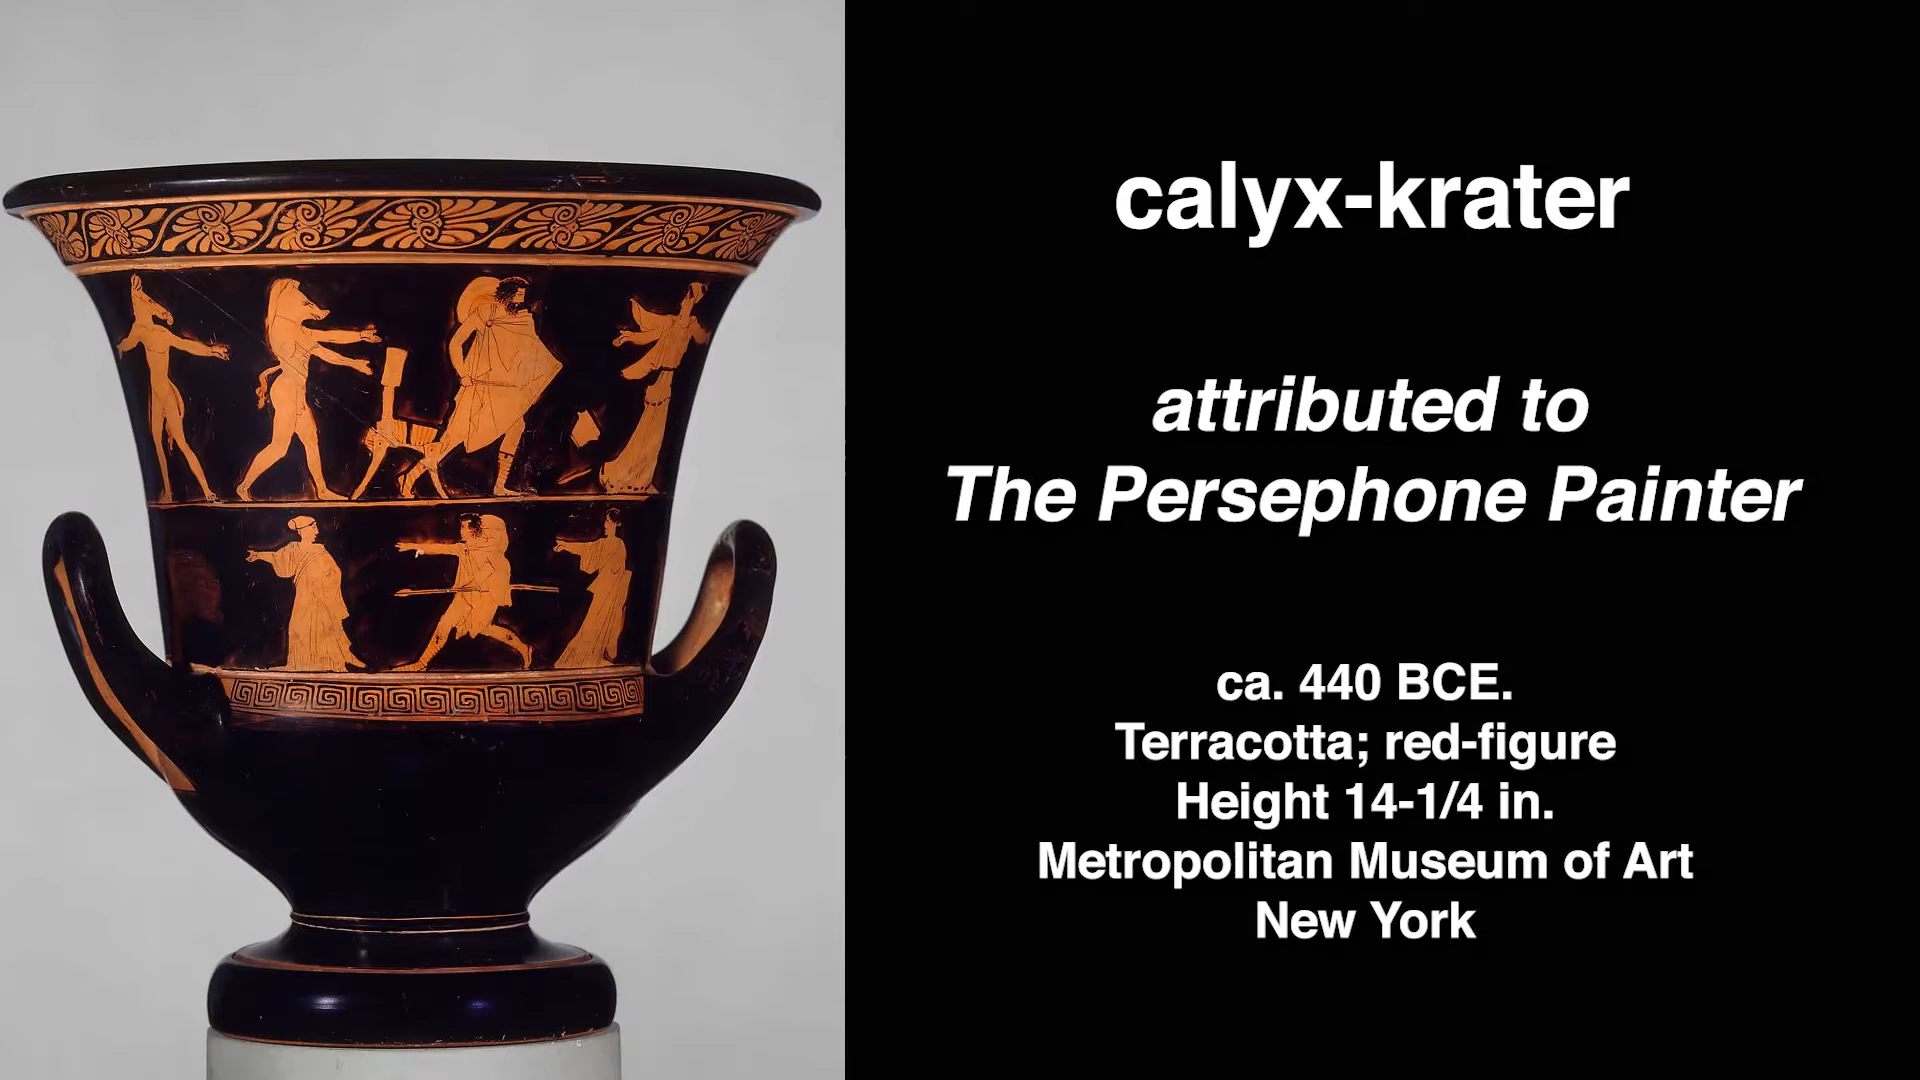 calyx-krater
attributed to
The Persephone Painter
ca. 440 BCE.
Terracotta; red-figure
Height 14-1/4 in.
Metropolitan Museum of Art
New York